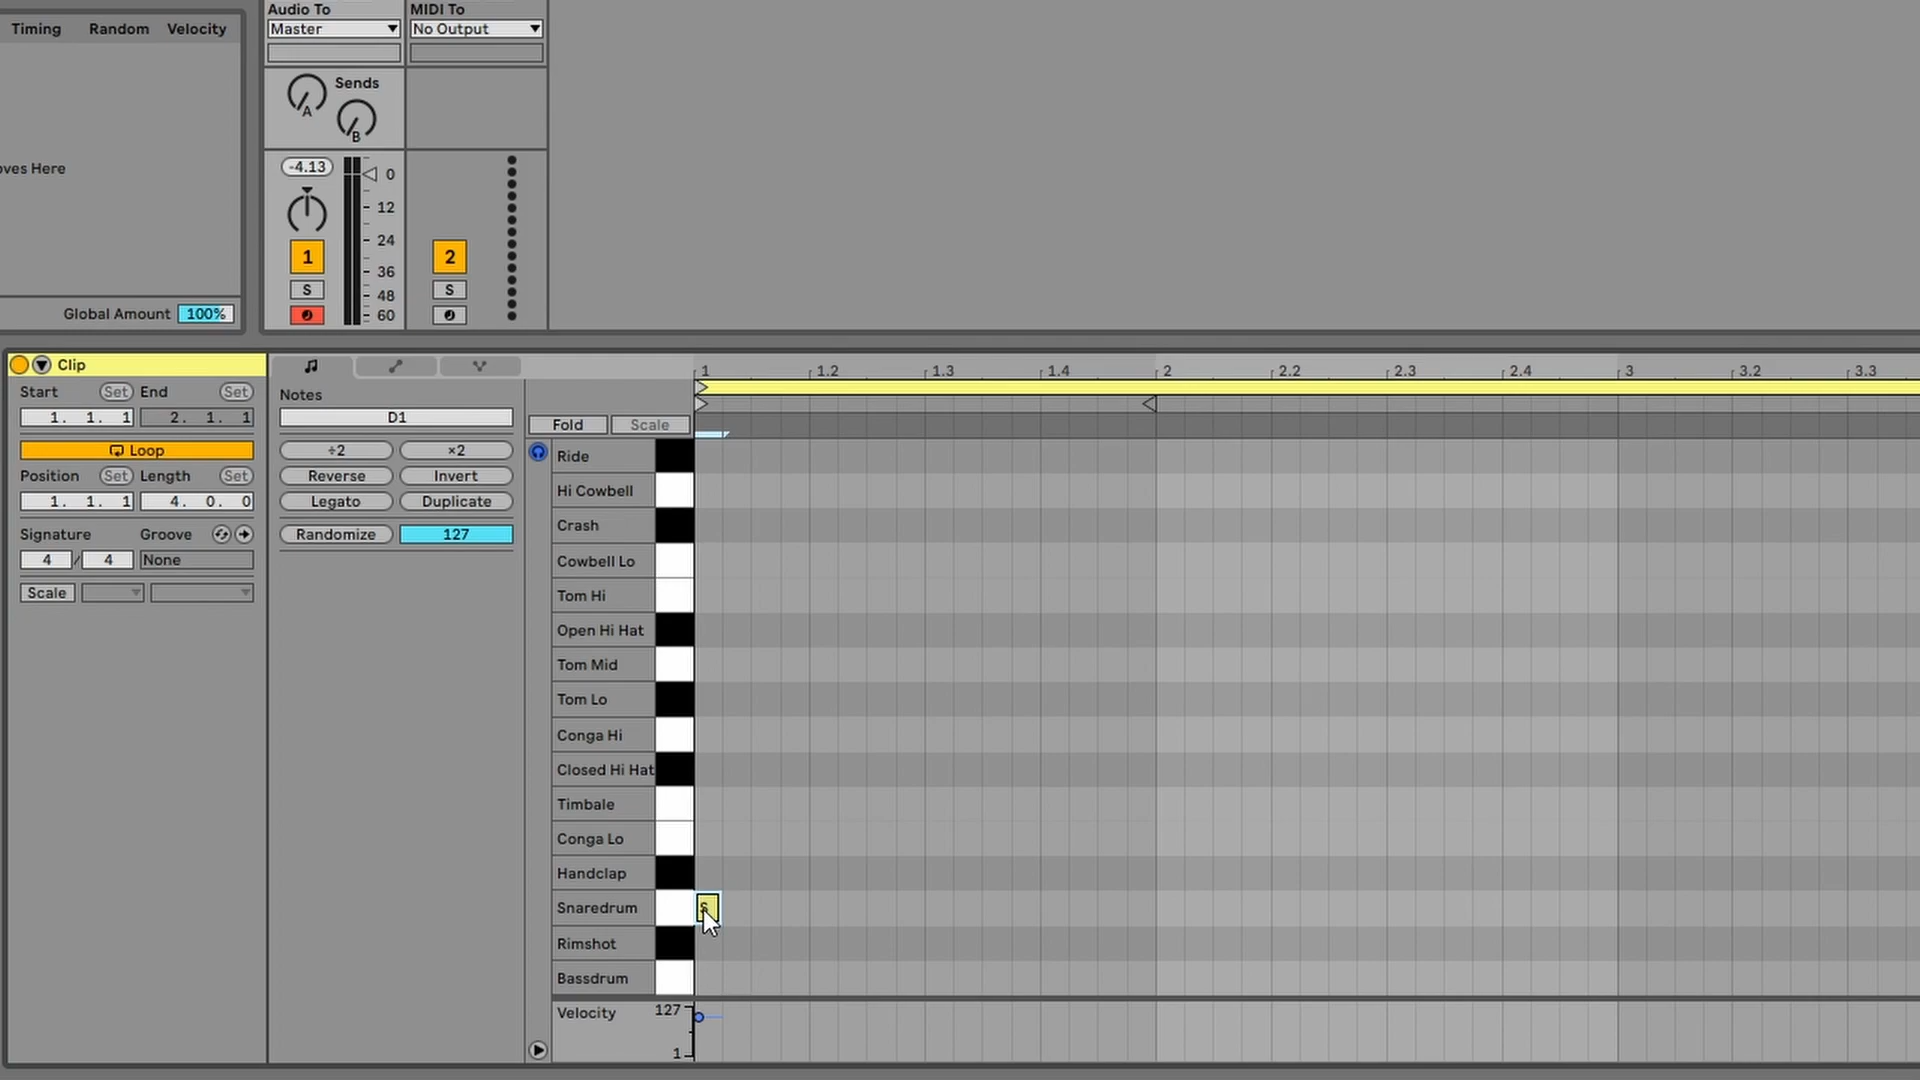 Timing Random Velocity
oves Here
Global Amount 100%
Audio To
Master
MIDI To
No Output
Sends
A
B
-4.13
0
12
24
36
48
60
1
S
2
S
Clip
Start Set End Set
1. 1. 1 2. 1. 1
Loop
Position Set Length Set
1. 1. 1 4. 0. 0
Signature Groove
4 / 4 None
Scale
Notes
D1
÷2 ×2
Reverse Invert
Legato Duplicate
Randomize 127
Fold Scale
1 1.2 1.3 1.4 2 2.2 2.3 2.4 3 3.2 3.3
Ride
Hi Cowbell
Crash
Cowbell Lo
Tom Hi
Open Hi Hat
Tom Mid
Tom Lo
Conga Hi
Closed Hi Hat
Timbale
Conga Lo
Handclap
Snaredrum S
Rimshot
Bassdrum
Velocity 127
1